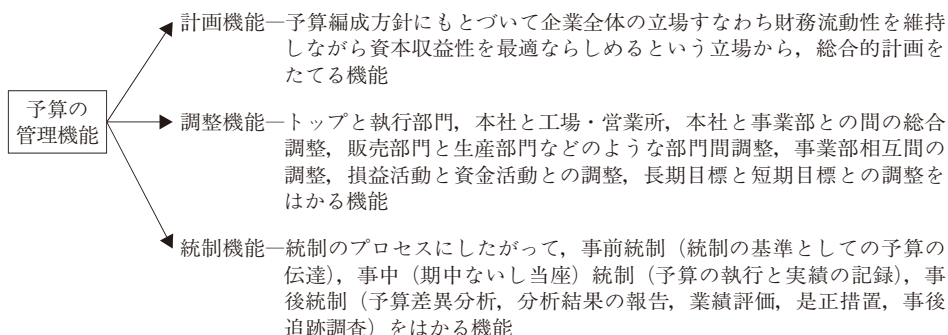 計画機能―予算編成方針にもとづいて企業全体の立場すなわち財務流動性を維持
しながら資本収益性を最適ならしめるという立場から，総合的計画を
たてる機能
予算の
管理機能
調整機能―トップと執行部門，本社と工場・営業所，本社と事業部との間の総合
調整，販売部門と生産部門などのような部門間調整，事業部相互間の
調整，損益活動と資金活動との調整，長期目標と短期目標との調整を
はかる機能
統制機能―統制のプロセスにしたがって，事前統制（統制の基準としての予算の
伝達），事中（期中ないし当座）統制（予算の執行と実績の記録），事
後統制（予算差異分析，分析結果の報告，業績評価，是正措置，事後
追跡調査）をはかる機能